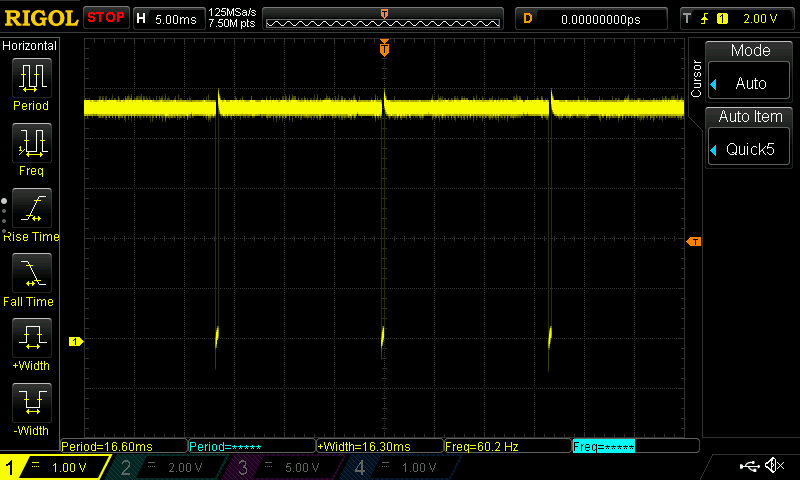 RIGOL STOP H 5.00ms 125MSa/s 7.50M pts T D 0.00000000ps T 1 2.00 V
Horizontal
Period
Freq
Rise Time
Fall Time
+Width
-Width
T
T
1
Cursor
Mode
Auto
Auto Item
Quick5
Period=16.60ms Period=***** +Width=16.30ms Freq=60.2 Hz Freq=*****
1 1.00 V 2 2.00 V 3 5.00 V 4 1.00 V